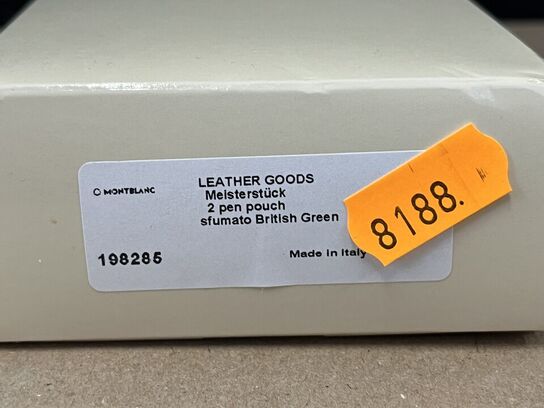 MONTBLANC
LEATHER GOODS
Meisterstück
2 pen pouch
sfumato British Green
198285
Made in Italy
8188.